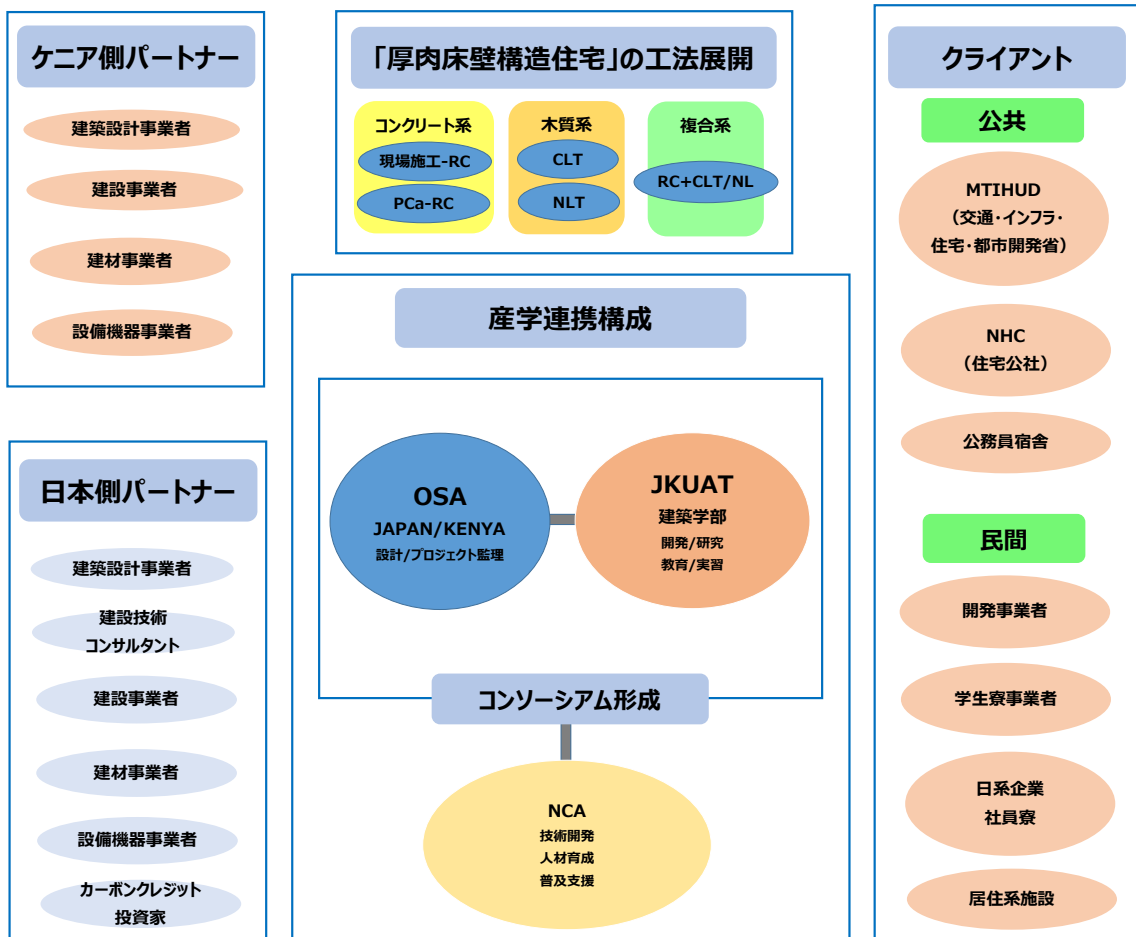 ケニア側パートナー
建築設計事業者
建設事業者
建材事業者
設備機器事業者
日本側パートナー
建築設計事業者
建設技術
コンサルタント
建設事業者
建材事業者
設備機器事業者
カーボンクレジット
投資家
「厚肉床壁構造住宅」の工法展開
コンクリート系
現場施工-RC
PCa-RC
木質系
CLT
NLT
複合系
RC+CLT/NL
産学連携構成
OSA
JAPAN/KENYA
設計/プロジェクト監理
JKUAT
建築学部
開発/研究
教育/実習
コンソーシアム形成
NCA
技術開発
人材育成
普及支援
クライアント
公共
MTIHUD
（交通・インフラ・
住宅・都市開発省）
NHC
（住宅公社）
公務員宿舎
民間
開発事業者
学生寮事業者
日系企業
社員寮
居住系施設